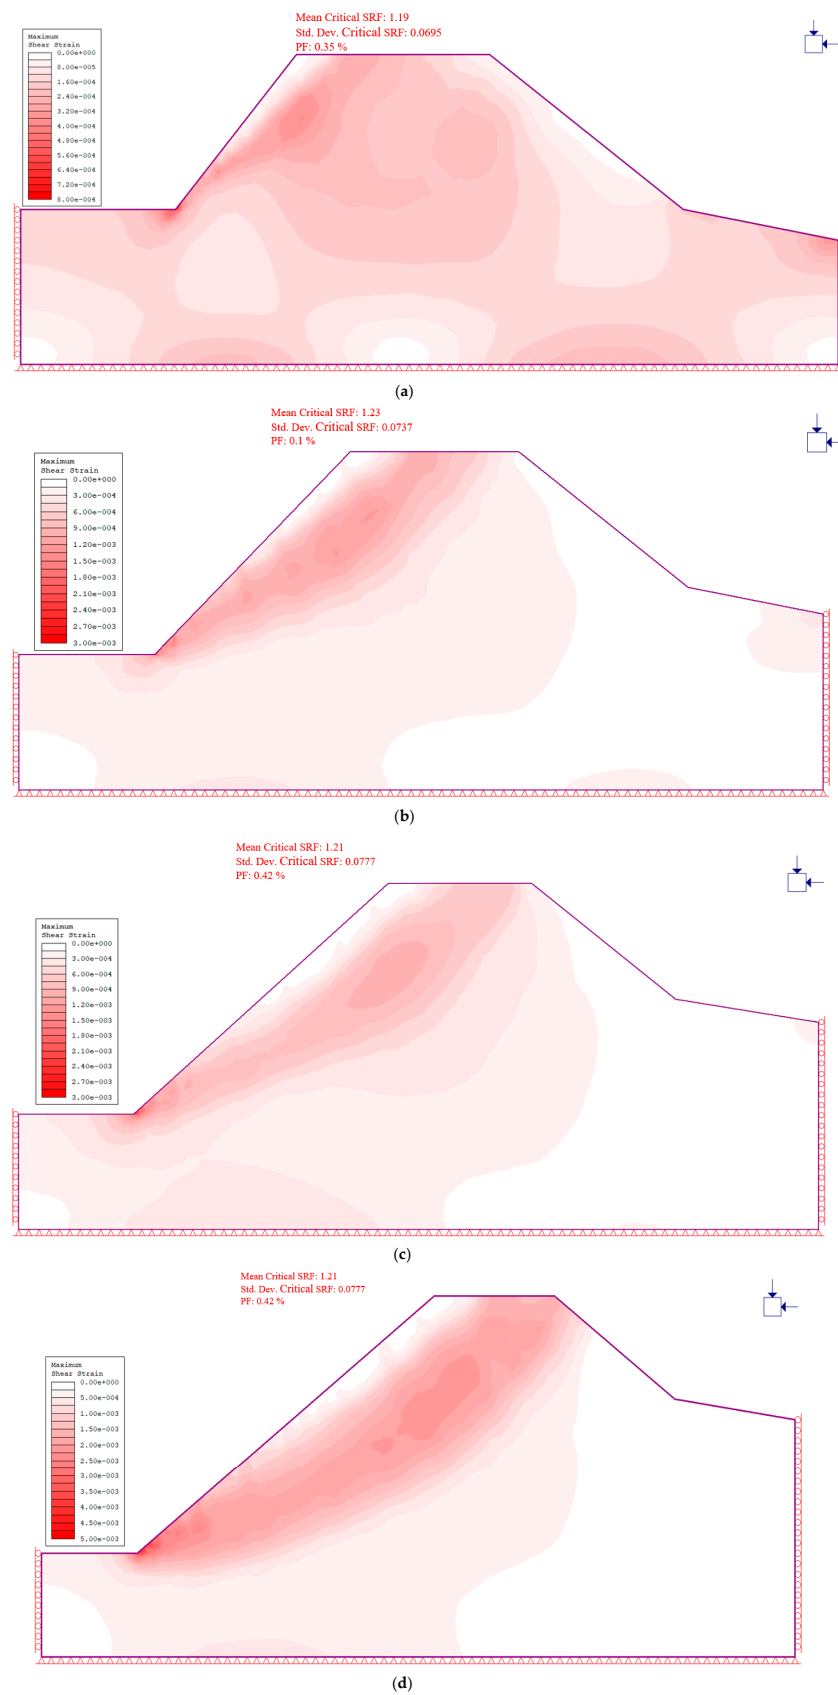 Mean Critical SRF: 1.19
Std. Dev. Critical SRF: 0.0695
PF: 0.35 %
Maximum
Shear Strain
0.00e+000
8.00e-005
1.60e-004
2.40e-004
3.20e-004
4.00e-004
4.80e-004
5.60e-004
6.40e-004
7.20e-004
8.00e-004
(a)
Mean Critical SRF: 1.23
Std. Dev. Critical SRF: 0.0737
PF: 0.1 %
Maximum
Shear Strain
0.00e+000
3.00e-004
6.00e-004
9.00e-004
1.20e-003
1.50e-003
1.80e-003
2.10e-003
2.40e-003
2.70e-003
3.00e-003
(b)
Mean Critical SRF: 1.21
Std. Dev. Critical SRF: 0.0777
PF: 0.42 %
Maximum
Shear Strain
0.00e+000
3.00e-004
6.00e-004
9.00e-004
1.20e-003
1.50e-003
1.80e-003
2.10e-003
2.40e-003
2.70e-003
3.00e-003
(c)
Mean Critical SRF: 1.21
Std. Dev. Critical SRF: 0.0777
PF: 0.42 %
Maximum
Shear Strain
0.00e+000
5.00e-004
1.00e-003
1.50e-003
2.00e-003
2.50e-003
3.00e-003
3.50e-003
4.00e-003
4.50e-003
5.00e-003
(d)